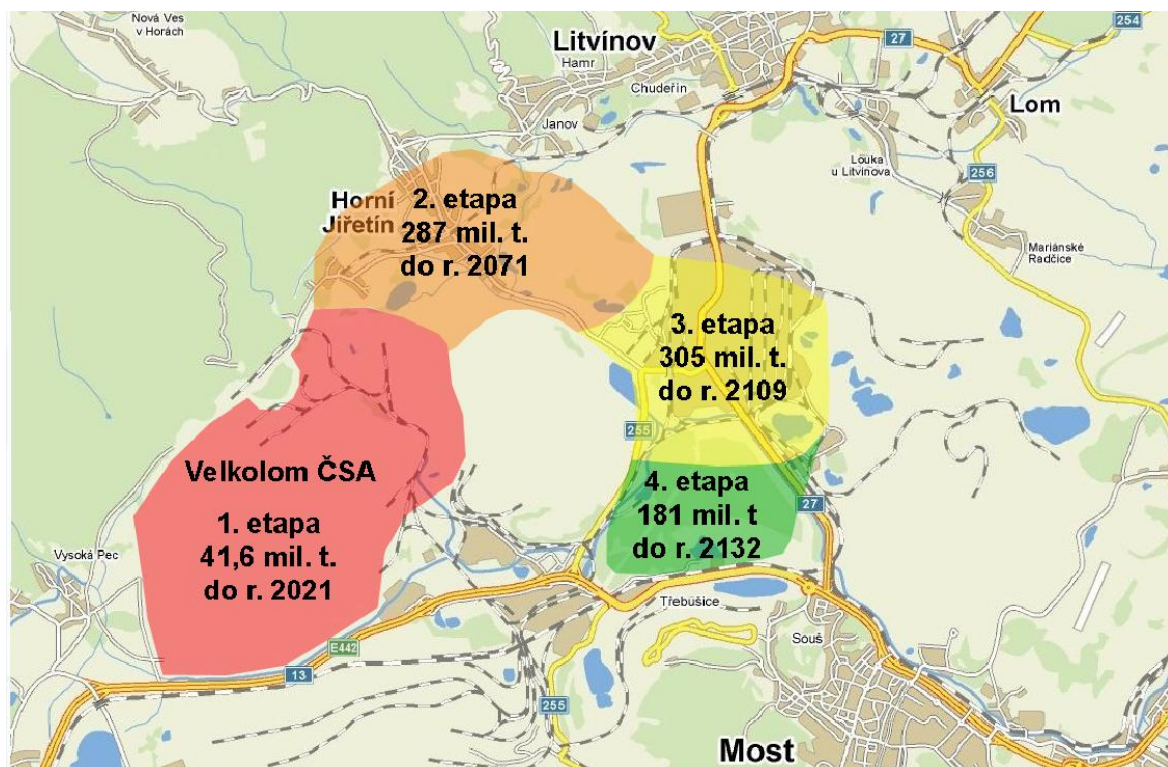 Nová Ves
v Horách
Litvínov
Hamr
Chudeřín
27
254
Lom
Janov
Louka
u Litvínova
256
Horní
Jiřetín
2. etapa
287 mil. t.
do r. 2071
Mariánské
Radčice
3. etapa
305 mil. t.
do r. 2109
255
Velkolom ČSA
1. etapa
41,6 mil. t.
do r. 2021
4. etapa
181 mil. t
do r. 2132
27
Vysoká Pec
Třebušice
Souš
E442
13
255
Most